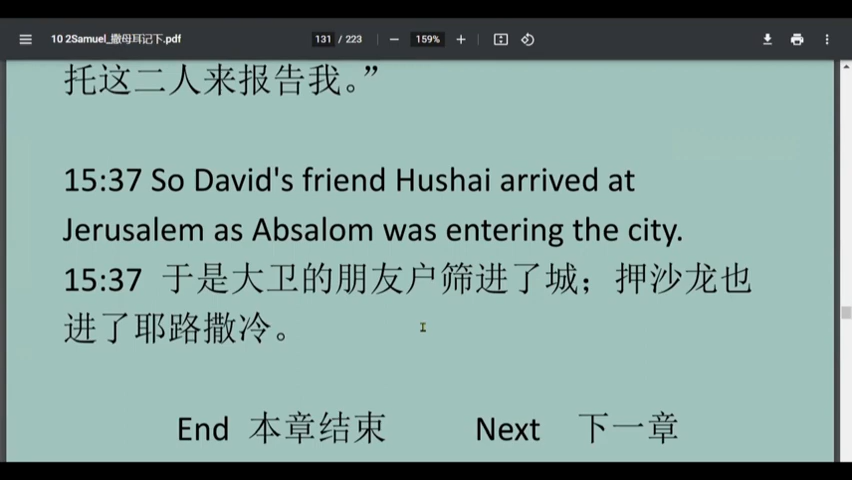 10 2Samuel_撒母耳记下.pdf 131 / 223 159%
托这二人来报告我。”
15:37 So David's friend Hushai arrived at
Jerusalem as Absalom was entering the city.
15:37 于是大卫的朋友户筛进了城；押沙龙也
进了耶路撒冷。
End 本章结束 Next 下一章